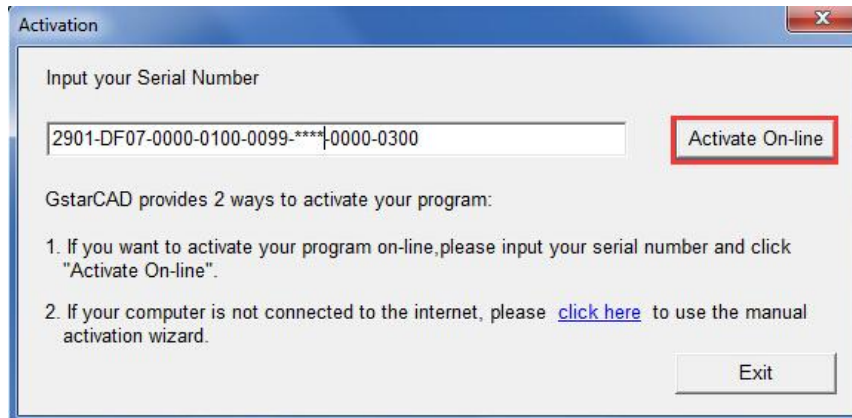 Activation
Input your Serial Number
2901-DF07-0000-0100-0099-****-0000-0300
Activate On-line
GstarCAD provides 2 ways to activate your program:
1. If you want to activate your program on-line,please input your serial number and click
"Activate On-line".
2. If your computer is not connected to the internet, please click here to use the manual
activation wizard.
Exit